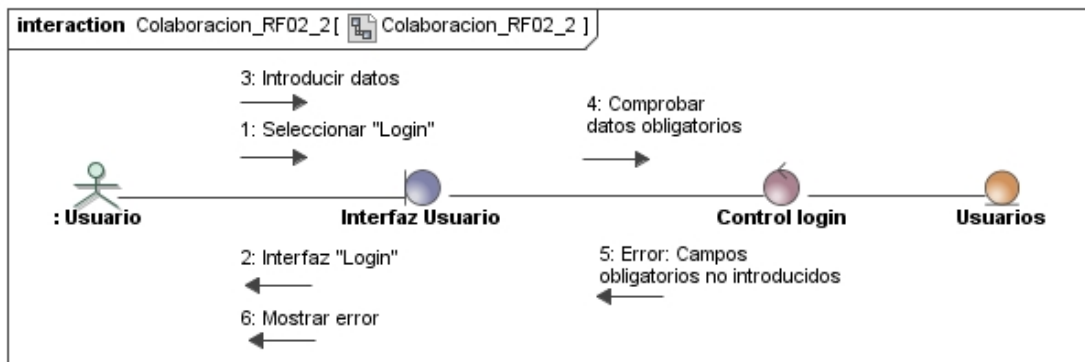 interaction Colaboracion_RF02_2[ Colaboracion_RF02_2 ]
3: Introducir datos
1: Seleccionar "Login"
4: Comprobar
datos obligatorios
: Usuario
Interfaz Usuario
Control login
Usuarios
2: Interfaz "Login"
6: Mostrar error
5: Error: Campos
obligatorios no introducidos